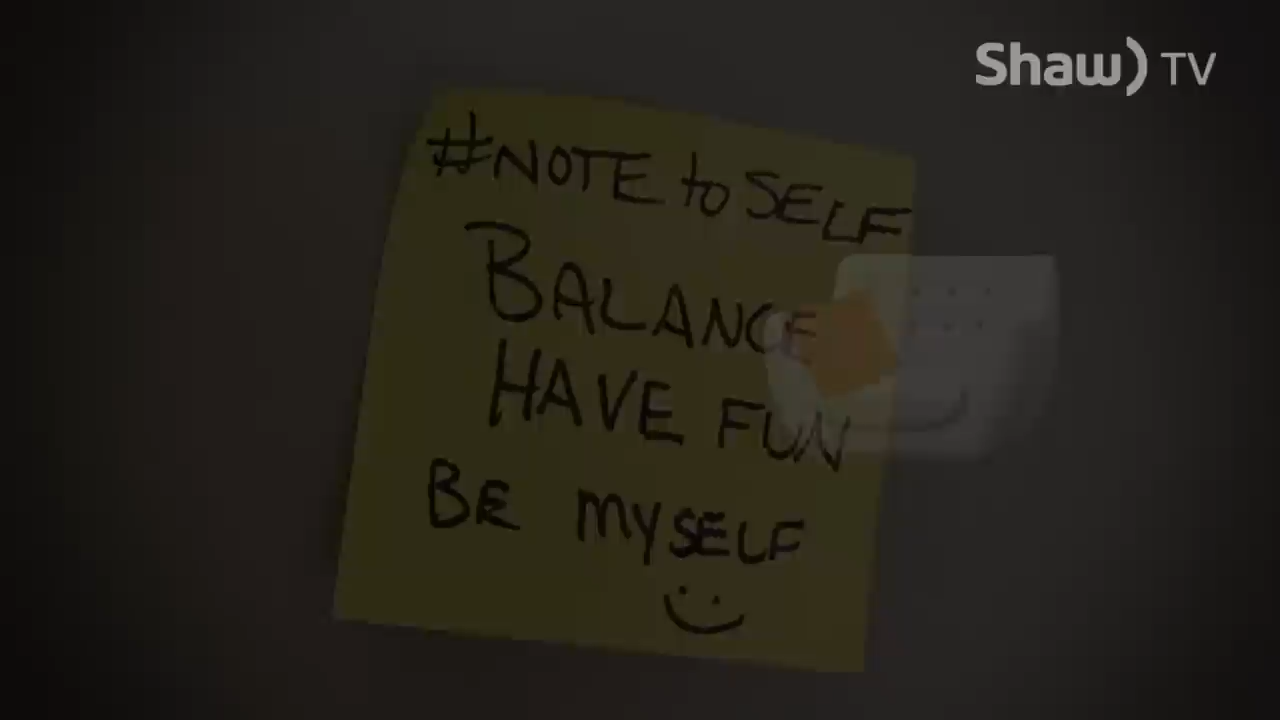 Shaw) TV
#NOTE to SELF
BALANCE
HAVE FUN
BE MYSELF